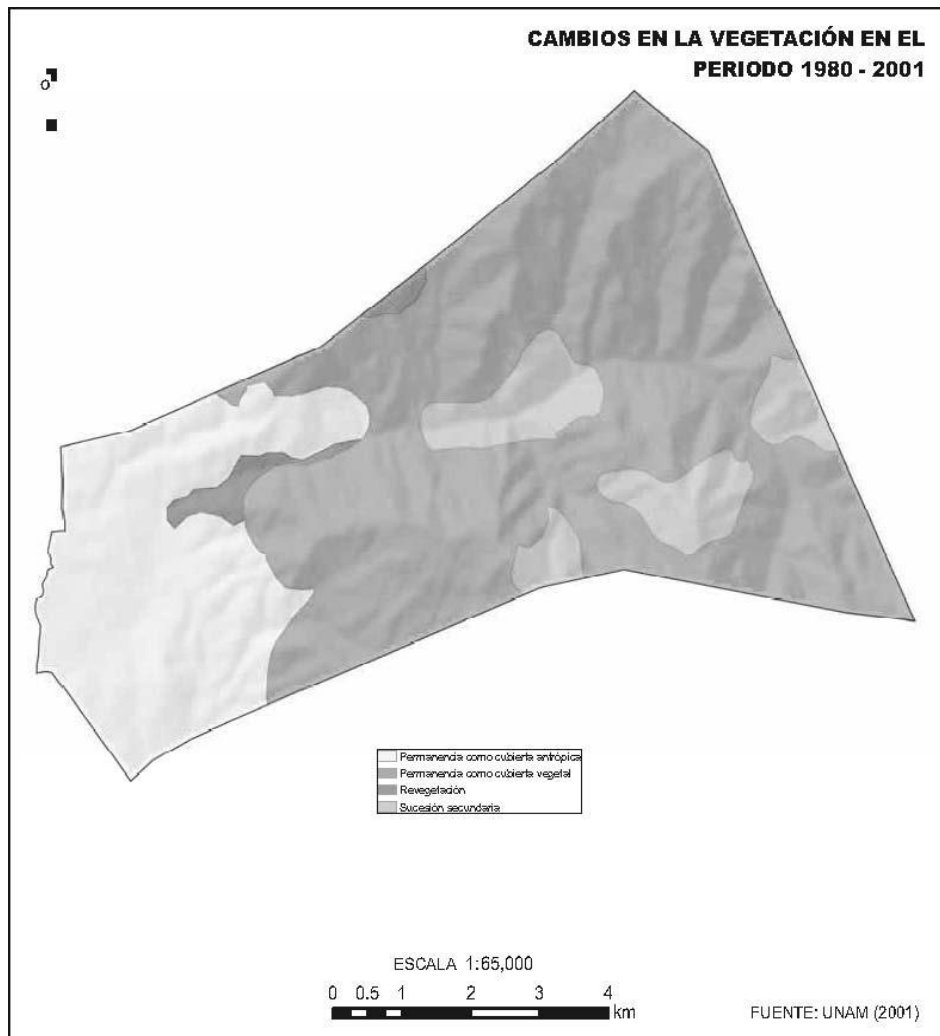 CAMBIOS EN LA VEGETACIÓN EN EL
PERIODO 1980 - 2001
Permanencia como cubierta antrópica
Permanencia como cubierta vegetal
Revegetación
Sucesión secundaria
ESCALA 1:65,000
0 0.5 1 2 3 4
km
FUENTE: UNAM (2001)